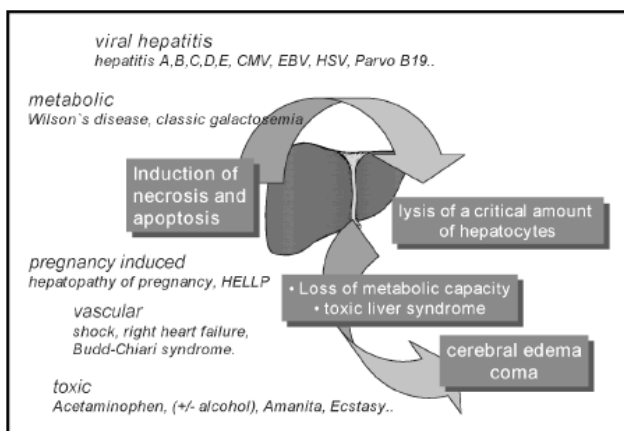 viral hepatitis
hepatitis A,B,C,D,E, CMV, EBV, HSV, Parvo B19..
metabolic
Wilson`s disease, classic galactosemia
Induction of
necrosis and
apoptosis
lysis of a critical amount
of hepatocytes
pregnancy induced
hepatopathy of pregnancy, HELLP
• Loss of metabolic capacity
• toxic liver syndrome
vascular
shock, right heart failure,
Budd-Chiari syndrome.
cerebral edema
coma
toxic
Acetaminophen, (+/- alcohol), Amanita, Ecstasy..